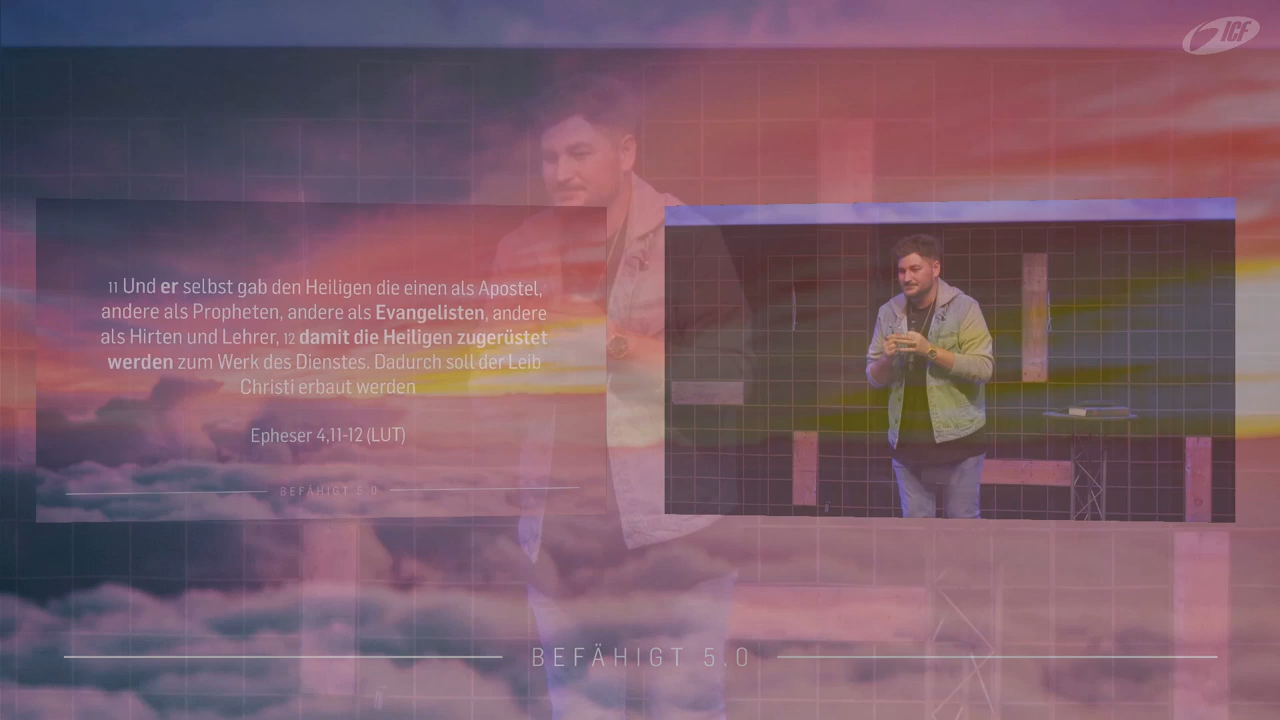 ICF
11 Und er selbst gab den Heiligen die einen als Apostel,
andere als Propheten, andere als Evangelisten, andere
als Hirten und Lehrer, 12 damit die Heiligen zugerüstet
werden zum Werk des Dienstes. Dadurch soll der Leib
Christi erbaut werden
Epheser 4,11-12 (LUT)
BEFÄHIGT 5.0
BEFÄHIGT 5.0